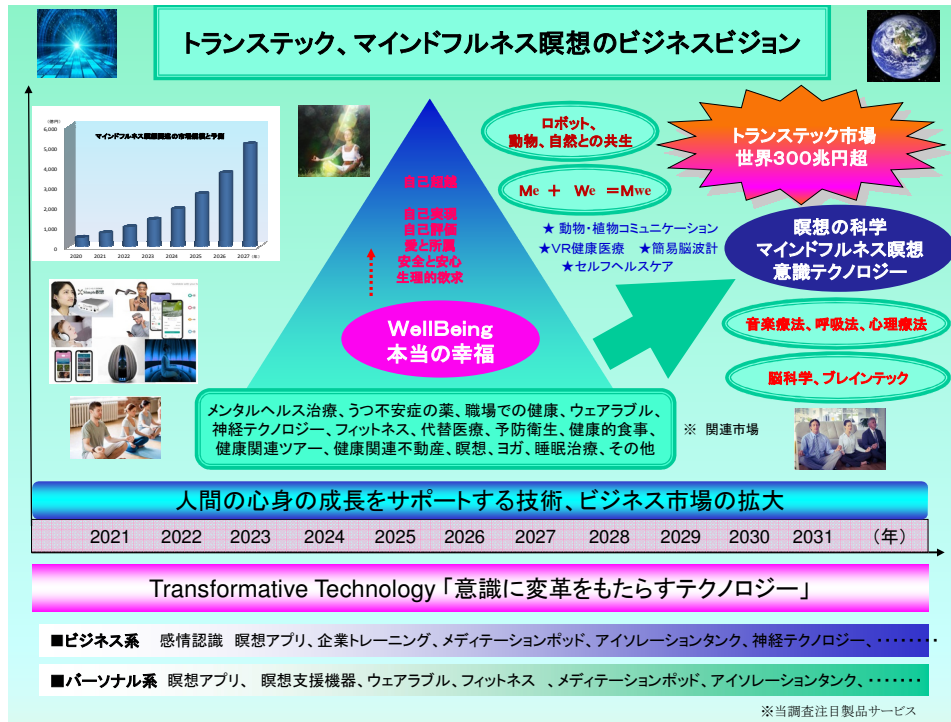 トランステック、マインドフルネス瞑想のビジネスビジョン
(億円)
マインドフルネス瞑想関連の市場規模と予測
6,000
5,000
4,000
3,000
2,000
1,000
0
2020 2021 2022 2023 2024 2025 2026 2027 (年)
自己超越
自己実現
自己評価
愛と所属
安全と安心
生理的欲求
WellBeing
本当の幸福
ロボット、
動物、自然との共生
Me + We =Mwe
★ 動物・植物コミュニケーション
★VR健康医療 ★簡易脳波計
★セルフヘルスケア
トランステック市場
世界300兆円超
瞑想の科学
マインドフルネス瞑想
意識テクノロジー
音楽療法、呼吸法、心理療法
脳科学、ブレインテック
メンタルヘルス治療、うつ不安症の薬、職場での健康、ウェアラブル、
神経テクノロジー、フィットネス、代替医療、予防衛生、健康的食事、
健康関連ツアー、健康関連不動産、瞑想、ヨガ、睡眠治療、その他
※ 関連市場
人間の心身の成長をサポートする技術、ビジネス市場の拡大
2021 2022 2023 2024 2025 2026 2027 2028 2029 2030 2031 (年)
Transformative Technology「意識に変革をもたらすテクノロジー」
■ビジネス系 感情認識 瞑想アプリ、企業トレーニング、メディテーションポッド、アイソレーションタンク、神経テクノロジー、・・・・・・・・
■パーソナル系 瞑想アプリ、 瞑想支援機器、ウェアラブル、フィットネス 、メディテーションポッド、アイソレーションタンク、・・・・・・・
※当調査注目製品サービス